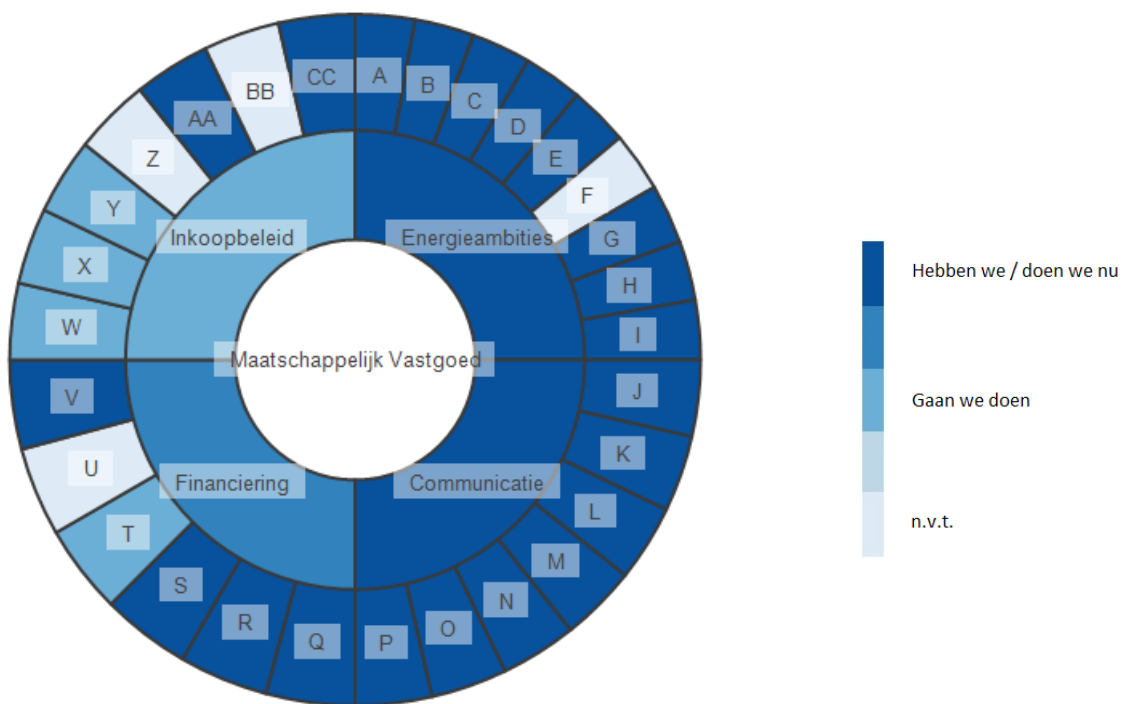 BB
CC
A
B
C
D
E
AA
Z
F
Y
Inkoopbeleid
Energieambities
G
X
H
W
I
Maatschappelijk Vastgoed
V
J
K
U
Financiering
Communicatie
L
T
M
S
N
R
O
Q
P
Hebben we / doen we nu
Gaan we doen
n.v.t.